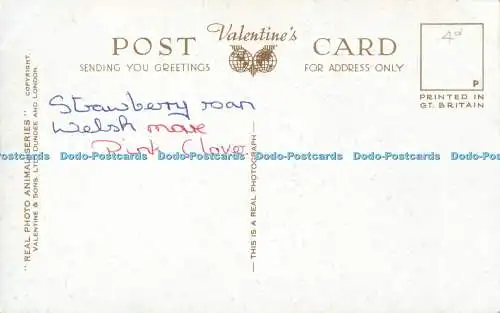 Valentine's
POST CARD
SENDING YOU GREETINGS
FOR ADDRESS ONLY
4d
P
PRINTED IN
GT. BRITAIN
Strawberry roan
Welsh mare
Pink Clover
Dodo-Postcards Dodo-Postcards Dodo-Postcards Dodo-Postcards Dodo-Postcards
"REAL PHOTO ANIMAL SERIES" COPYRIGHT.
VALENTINE & SONS. LTD. DUNDEE AND LONDON.
THIS IS A REAL PHOTOGRAPH